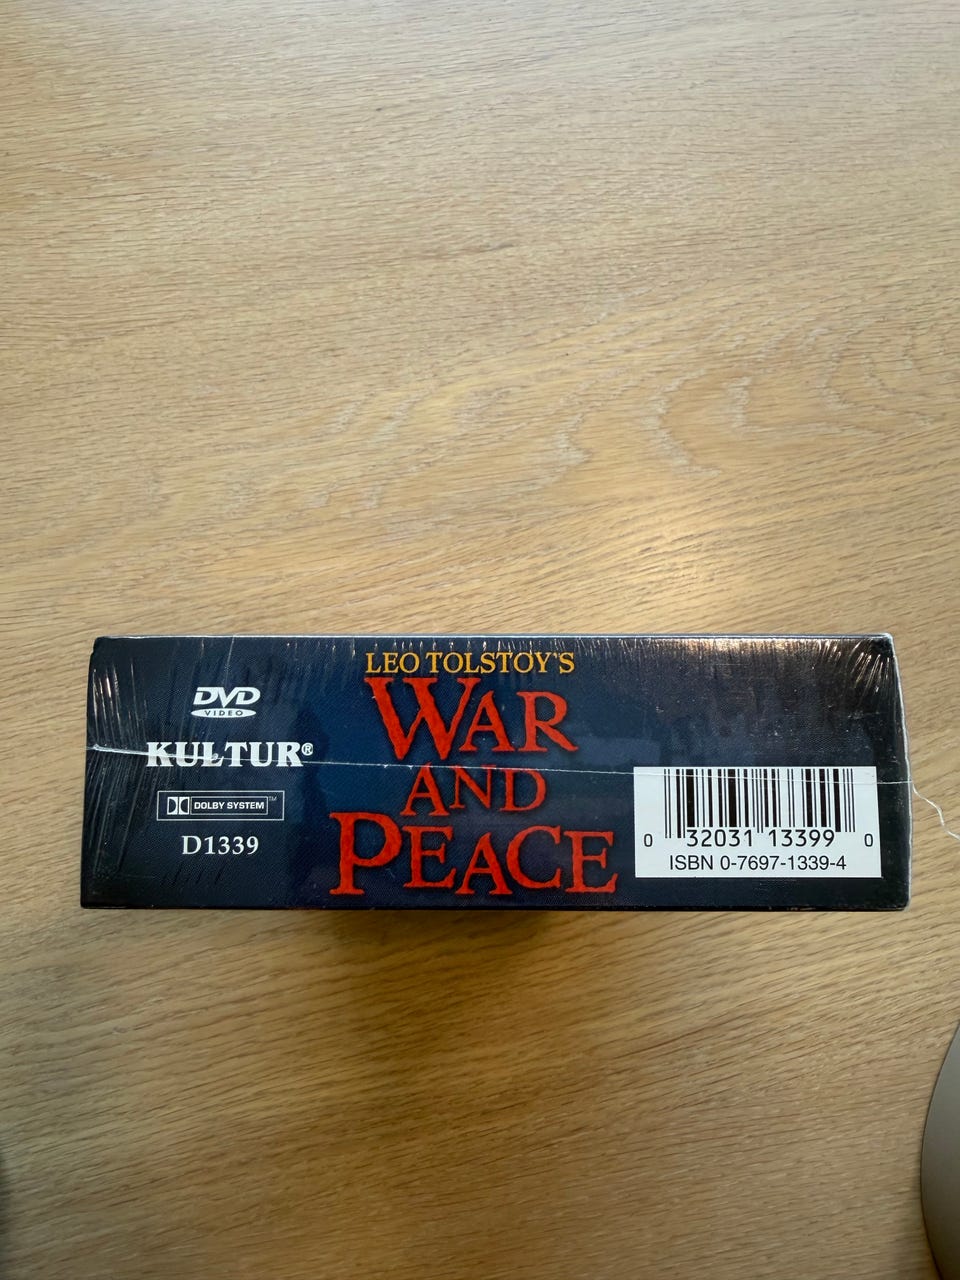 DVD
VIDEO
KULTUR®
DOLBY SYSTEM™
D1339
LEO TOLSTOY'S
WAR
AND
PEACE
0 32031 13399 0
ISBN 0-7697-1339-4